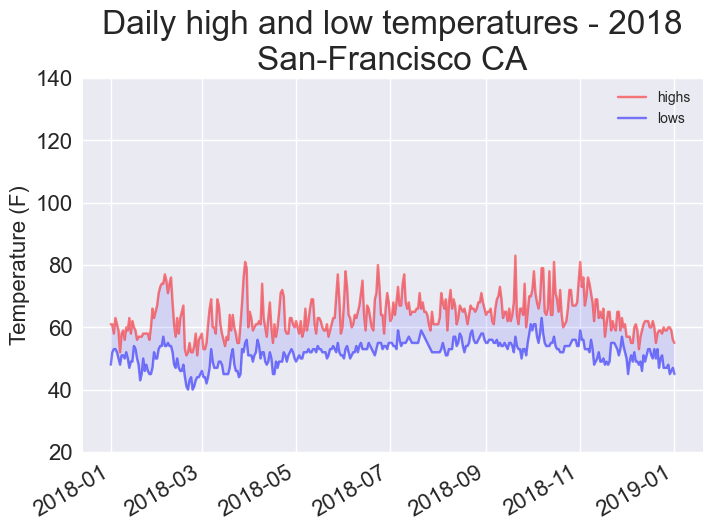 Daily high and low temperatures - 2018
San-Francisco CA
140
120
100
80
60
40
20
Temperature (F)
highs
lows
2018-01
2018-03
2018-05
2018-07
2018-09
2018-11
2019-01